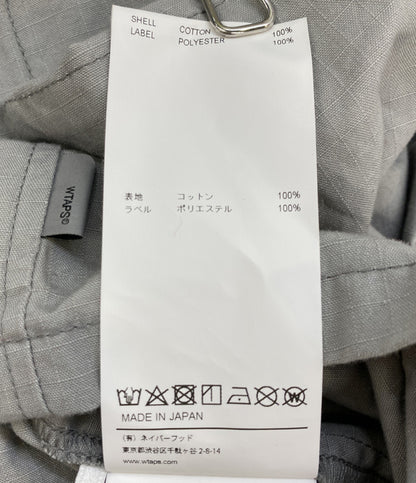 SHELL COTTON 100%
LABEL POLYESTER 100%
WTAPS©
表地 コットン 100%
ラベル ポリエステル 100%
MADE IN JAPAN
(有) ネイバーフッド
東京都渋谷区千駄ヶ谷 2-8-14
www.wtaps.com